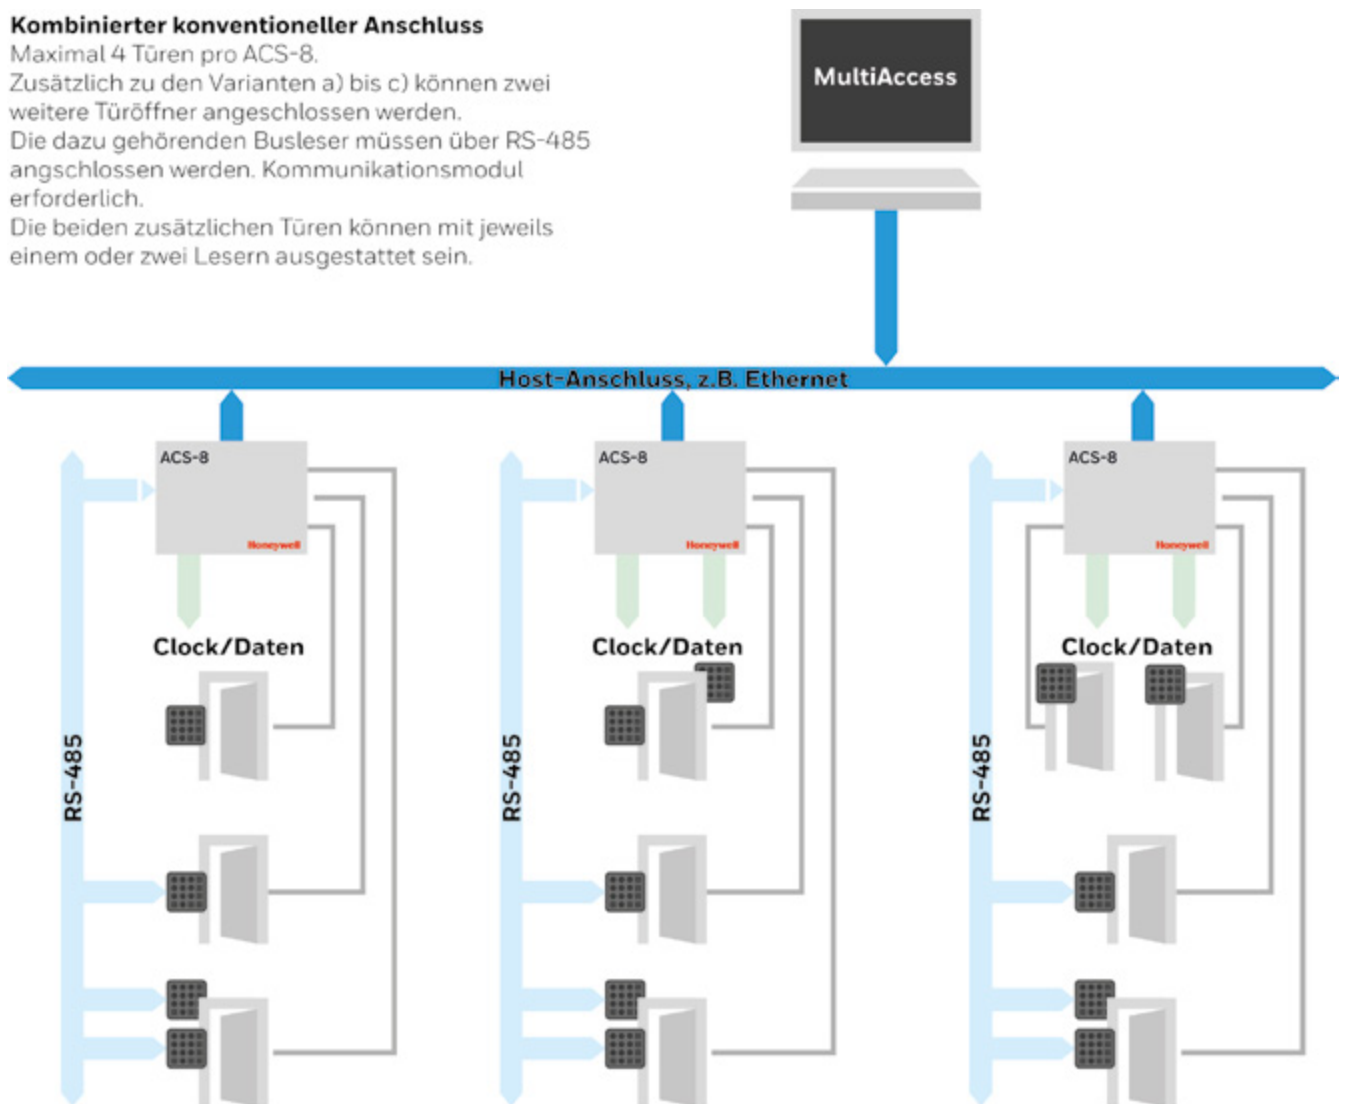 Kombinierter konventioneller Anschluss
Maximal 4 Türen pro ACS-8.
Zusätzlich zu den Varianten a) bis c) können zwei
weitere Türöffner angeschlossen werden.
Die dazu gehörenden Busleser müssen über RS-485
angschlossen werden. Kommunikationsmodul
erforderlich.
Die beiden zusätzlichen Türen können mit jeweils
einem oder zwei Lesern ausgestattet sein.
MultiAccess
Host-Anschluss, z.B. Ethernet
ACS-8
Honeywell
Clock/Daten
RS-485
ACS-8
Honeywell
Clock/Daten
RS-485
ACS-8
Honeywell
Clock/Daten
RS-485